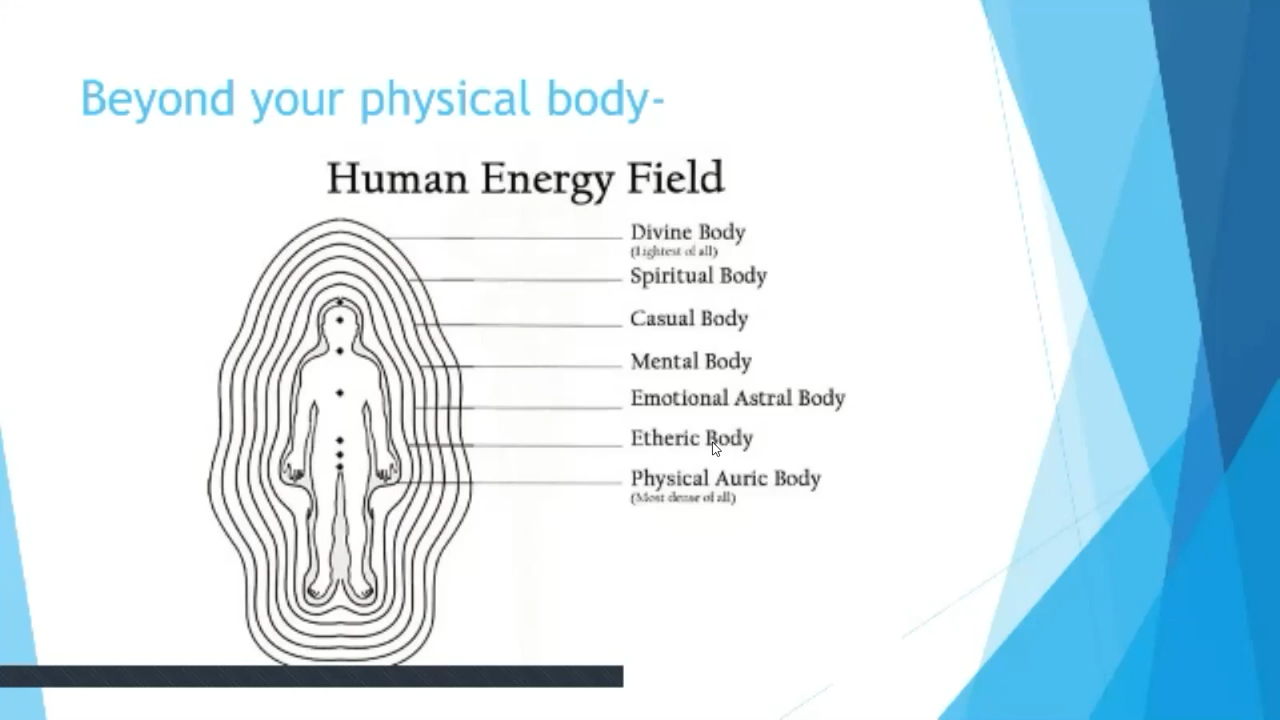 Beyond your physical body-
Human Energy Field
Divine Body
(Lightest of all)
Spiritual Body
Casual Body
Mental Body
Emotional Astral Body
Etheric Body
Physical Auric Body
(Most dense of all)